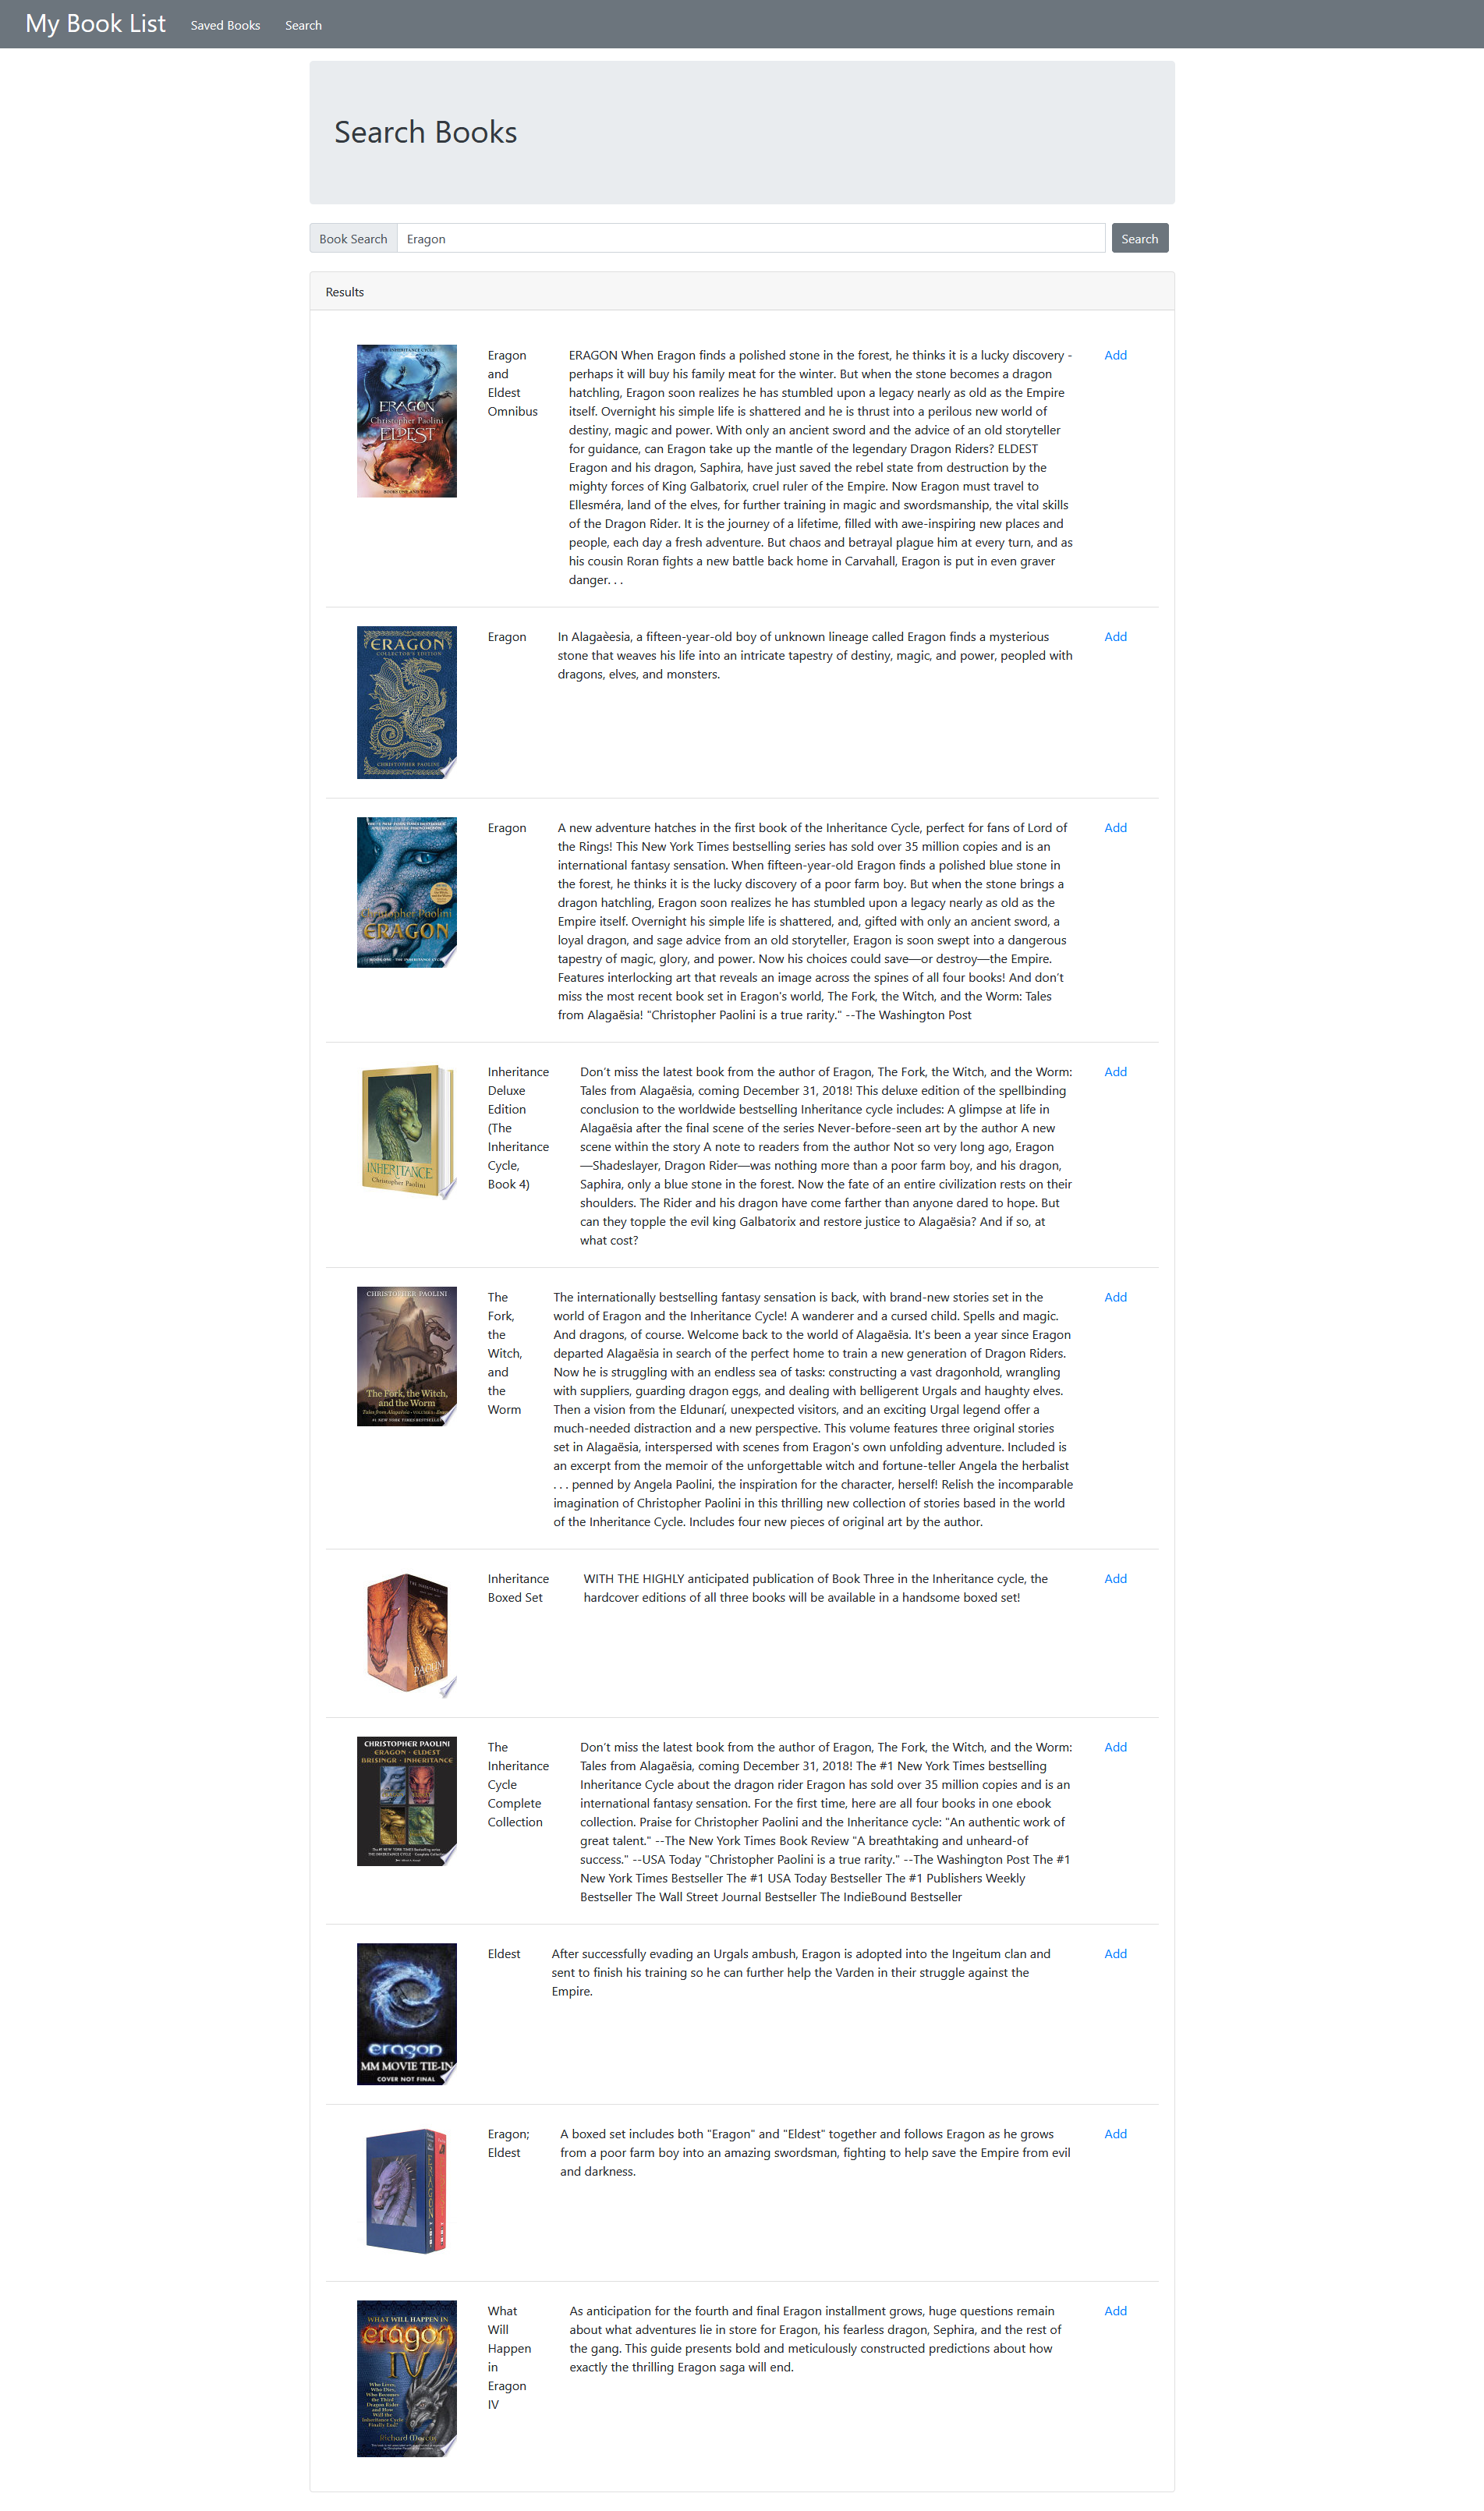 My Book List Saved Books Search
Search Books
Book Search Eragon Search
Results
THE INHERITANCE CYCLE
ERAGON
Christopher Paolini
ELDEST
BOOKS ONE AND TWO
Eragon
and
Eldest
Omnibus
ERAGON When Eragon finds a polished stone in the forest, he thinks it is a lucky discovery -
perhaps it will buy his family meat for the winter. But when the stone becomes a dragon
hatchling, Eragon soon realizes he has stumbled upon a legacy nearly as old as the Empire
itself. Overnight his simple life is shattered and he is thrust into a perilous new world of
destiny, magic and power. With only an ancient sword and the advice of an old storyteller
for guidance, can Eragon take up the mantle of the legendary Dragon Riders? ELDEST
Eragon and his dragon, Saphira, have just saved the rebel state from destruction by the
mighty forces of King Galbatorix, cruel ruler of the Empire. Now Eragon must travel to
Ellesméra, land of the elves, for further training in magic and swordsmanship, the vital skills
of the Dragon Rider. It is the journey of a lifetime, filled with awe-inspiring new places and
people, each day a fresh adventure. But chaos and betrayal plague him at every turn, and as
his cousin Roran fights a new battle back home in Carvahall, Eragon is put in even graver
danger. . .
Add
ERAGON
COLLECTOR'S EDITION
CHRISTOPHER PAOLINI
Eragon
In Alagaèesia, a fifteen-year-old boy of unknown lineage called Eragon finds a mysterious
stone that weaves his life into an intricate tapestry of destiny, magic, and power, peopled with
dragons, elves, and monsters.
Add
Christopher Paolini
ERAGON
BOOK ONE · THE INHERITANCE CYCLE
Eragon
A new adventure hatches in the first book of the Inheritance Cycle, perfect for fans of Lord of
the Rings! This New York Times bestselling series has sold over 35 million copies and is an
international fantasy sensation. When fifteen-year-old Eragon finds a polished blue stone in
the forest, he thinks it is the lucky discovery of a poor farm boy. But when the stone brings a
dragon hatchling, Eragon soon realizes he has stumbled upon a legacy nearly as old as the
Empire itself. Overnight his simple life is shattered, and, gifted with only an ancient sword, a
loyal dragon, and sage advice from an old storyteller, Eragon is soon swept into a dangerous
tapestry of magic, glory, and power. Now his choices could save—or destroy—the Empire.
Features interlocking art that reveals an image across the spines of all four books! And don’t
miss the most recent book set in Eragon's world, The Fork, the Witch, and the Worm: Tales
from Alagaësia! "Christopher Paolini is a true rarity." --The Washington Post
Add
INHERITANCE
Christopher Paolini
Inheritance
Deluxe
Edition
(The
Inheritance
Cycle,
Book 4)
Don’t miss the latest book from the author of Eragon, The Fork, the Witch, and the Worm:
Tales from Alagaësia, coming December 31, 2018! This deluxe edition of the spellbinding
conclusion to the worldwide bestselling Inheritance cycle includes: A glimpse at life in
Alagaësia after the final scene of the series Never-before-seen art by the author A new
scene within the story A note to readers from the author Not so very long ago, Eragon
—Shadeslayer, Dragon Rider—was nothing more than a poor farm boy, and his dragon,
Saphira, only a blue stone in the forest. Now the fate of an entire civilization rests on their
shoulders. The Rider and his dragon have come farther than anyone dared to hope. But
can they topple the evil king Galbatorix and restore justice to Alagaësia? And if so, at
what cost?
Add
CHRISTOPHER PAOLINI
The Fork, the Witch,
and the Worm
The
Fork,
the
Witch,
and
the
Worm
The internationally bestselling fantasy sensation is back, with brand-new stories set in the
world of Eragon and the Inheritance Cycle! A wanderer and a cursed child. Spells and magic.
And dragons, of course. Welcome back to the world of Alagaësia. It's been a year since Eragon
departed Alagaësia in search of the perfect home to train a new generation of Dragon Riders.
Now he is struggling with an endless sea of tasks: constructing a vast dragonhold, wrangling
with suppliers, guarding dragon eggs, and dealing with belligerent Urgals and haughty elves.
Then a vision from the Eldunarí, unexpected visitors, and an exciting Urgal legend offer a
much-needed distraction and a new perspective. This volume features three original stories
set in Alagaësia, interspersed with scenes from Eragon's own unfolding adventure. Included is
an excerpt from the memoir of the unforgettable witch and fortune-teller Angela the herbalist
. . . penned by Angela Paolini, the inspiration for the character, herself! Relish the incomparable
imagination of Christopher Paolini in this thrilling new collection of stories based in the world
of the Inheritance Cycle. Includes four new pieces of original art by the author.
Add
PAOLINI
Inheritance
Boxed Set
WITH THE HIGHLY anticipated publication of Book Three in the Inheritance cycle, the
hardcover editions of all three books will be available in a handsome boxed set!
Add
CHRISTOPHER PAOLINI
ERAGON · ELDEST
BRISINGR · INHERITANCE
The
Inheritance
Cycle
Complete
Collection
Don’t miss the latest book from the author of Eragon, The Fork, the Witch, and the Worm:
Tales from Alagaësia, coming December 31, 2018! The #1 New York Times bestselling
Inheritance Cycle about the dragon rider Eragon has sold over 35 million copies and is an
international fantasy sensation. For the first time, here are all four books in one ebook
collection. Praise for Christopher Paolini and the Inheritance cycle: "An authentic work of
great talent." --The New York Times Book Review "A breathtaking and unheard-of
success." --USA Today "Christopher Paolini is a true rarity." --The Washington Post The #1
New York Times Bestseller The #1 USA Today Bestseller The #1 Publishers Weekly
Bestseller The Wall Street Journal Bestseller The IndieBound Bestseller
Add
eragon
MM MOVIE TIE-IN
COVER NOT FINAL
Eldest
After successfully evading an Urgals ambush, Eragon is adopted into the Ingeitum clan and
sent to finish his training so he can further help the Varden in their struggle against the
Empire.
Add
ERAGON
Eragon;
Eldest
A boxed set includes both "Eragon" and "Eldest" together and follows Eragon as he grows
from a poor farm boy into an amazing swordsman, fighting to help save the Empire from evil
and darkness.
Add
WHAT WILL HAPPEN IN
eragon
IV
Who Lives,
Who Dies,
Who Becomes
the Third
Dragon Rider
and How
Will the
Inheritance Cycle
Finally End?
Richard Marcus
What
Will
Happen
in
Eragon
IV
As anticipation for the fourth and final Eragon installment grows, huge questions remain
about what adventures lie in store for Eragon, his fearless dragon, Sephira, and the rest of
the gang. This guide presents bold and meticulously constructed predictions about how
exactly the thrilling Eragon saga will end.
Add